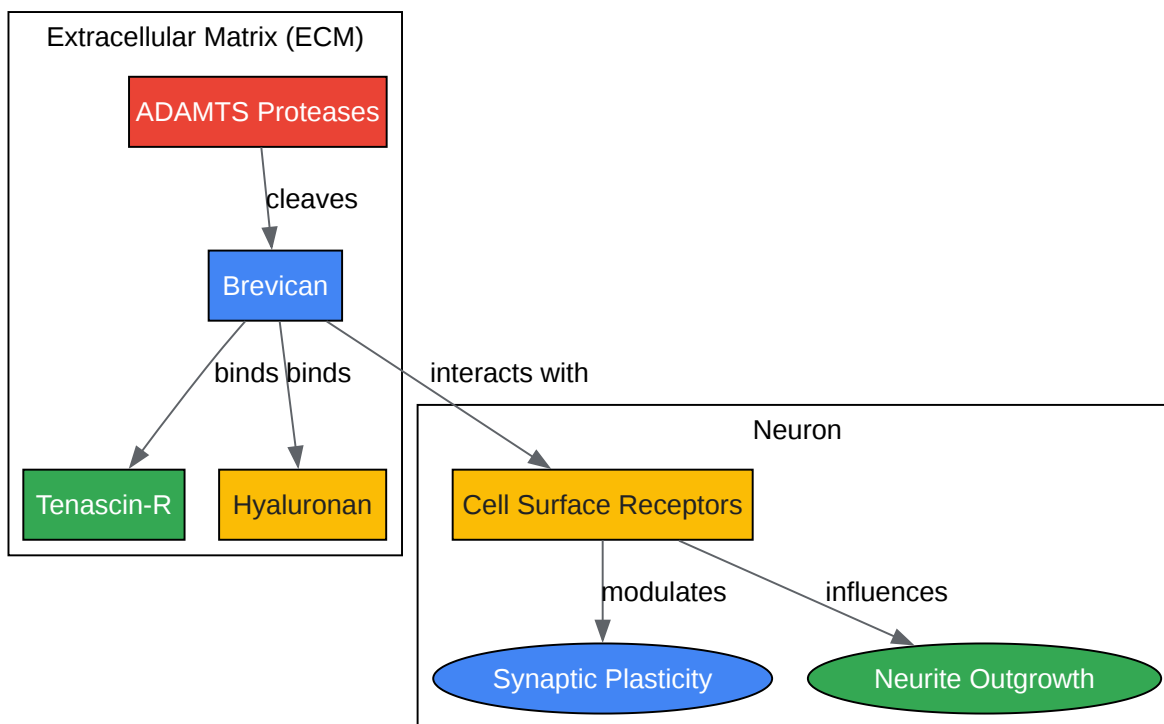 Extracellular Matrix (ECM)
ADAMTS Proteases
cleaves
Brevican
binds
binds
interacts with
Neuron
Tenascin-R
Hyaluronan
Cell Surface Receptors
modulates
influences
Synaptic Plasticity
Neurite Outgrowth